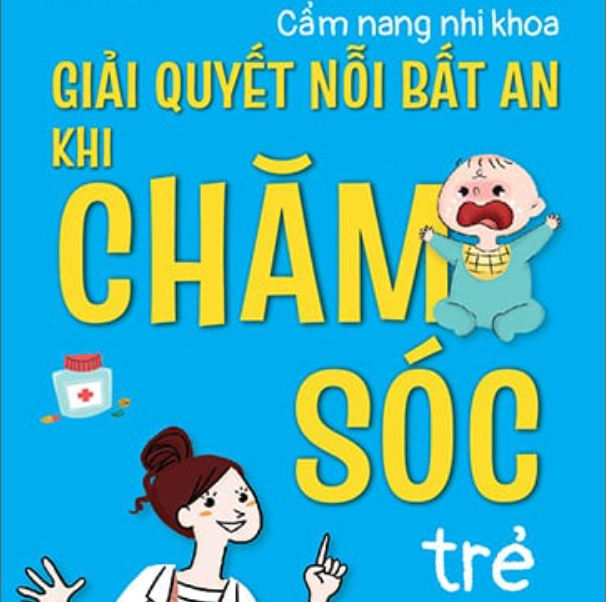 Cẩm nang nhi khoa
GIẢI QUYẾT NỖI BẤT AN
KHI
CHĂM
SÓC
trẻ